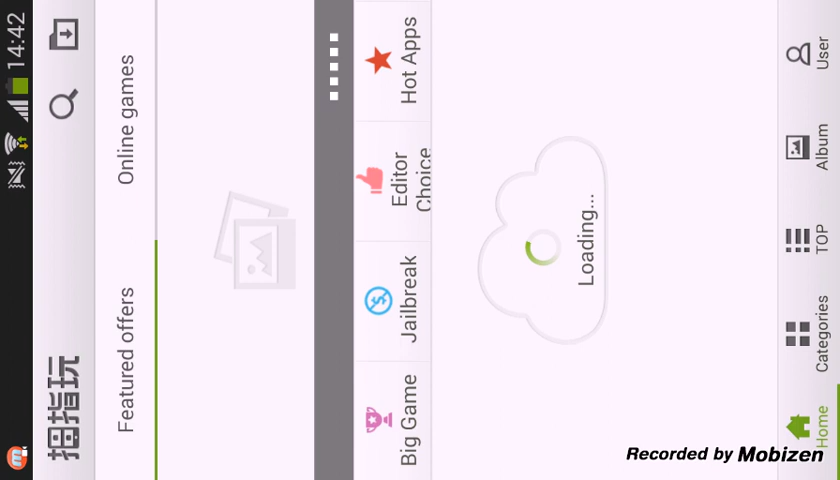 14:42
掴指玩
Featured offers
Online games
Big Game
Jailbreak
Editor
Choice
Hot Apps
Loading...
Home
Categories
TOP
Album
User
Recorded by Mobizen